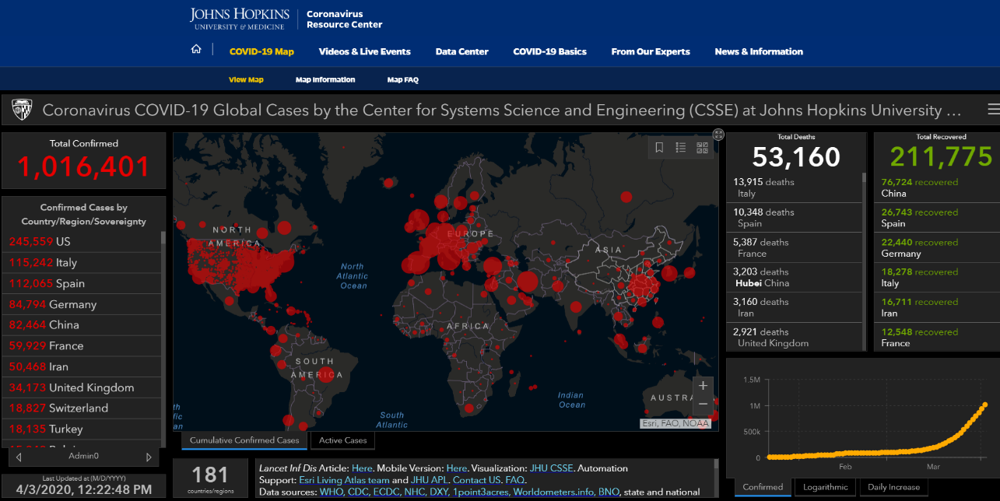 JOHNS HOPKINS
UNIVERSITY & MEDICINE
Coronavirus
Resource Center
COVID-19 Map
Videos & Live Events
Data Center
COVID-19 Basics
From Our Experts
News & Information
View Map
Map Information
Map FAQ
Coronavirus COVID-19 Global Cases by the Center for Systems Science and Engineering (CSSE) at Johns Hopkins University ...
Total Confirmed
1,016,401
Confirmed Cases by
Country/Region/Sovereignty
245,559 US
115,242 Italy
112,065 Spain
84,794 Germany
82,464 China
59,929 France
50,468 Iran
34,173 United Kingdom
18,827 Switzerland
18,135 Turkey
Admin0
Last Updated at (M/D/YYYY)
4/3/2020, 12:22:48 PM
NORTH
AMERICA
North
Atlantic
Ocean
EUROPE
ASIA
AFRICA
SOUTH
AMERICA
South
Atlantic
Indian
Ocean
AUSTRA
th
fic
an
+
−
Esri, FAO, NOAA
Cumulative Confirmed Cases
Active Cases
181
countries/regions
Lancet Inf Dis Article: Here. Mobile Version: Here. Visualization: JHU CSSE. Automation
Support: Esri Living Atlas team and JHU APL. Contact US. FAQ.
Data sources: WHO, CDC, ECDC, NHC, DXY, 1point3acres, Worldometers.info, BNO, state and national
Total Deaths
53,160
13,915 deaths
Italy
10,348 deaths
Spain
5,387 deaths
France
3,203 deaths
Hubei China
3,160 deaths
Iran
2,921 deaths
United Kingdom
Total Recovered
211,775
76,724 recovered
China
26,743 recovered
Spain
22,440 recovered
Germany
18,278 recovered
Italy
16,711 recovered
Iran
12,548 recovered
France
1.5M
1M
500k
0
Feb
Mar
Confirmed
Logarithmic
Daily Increase